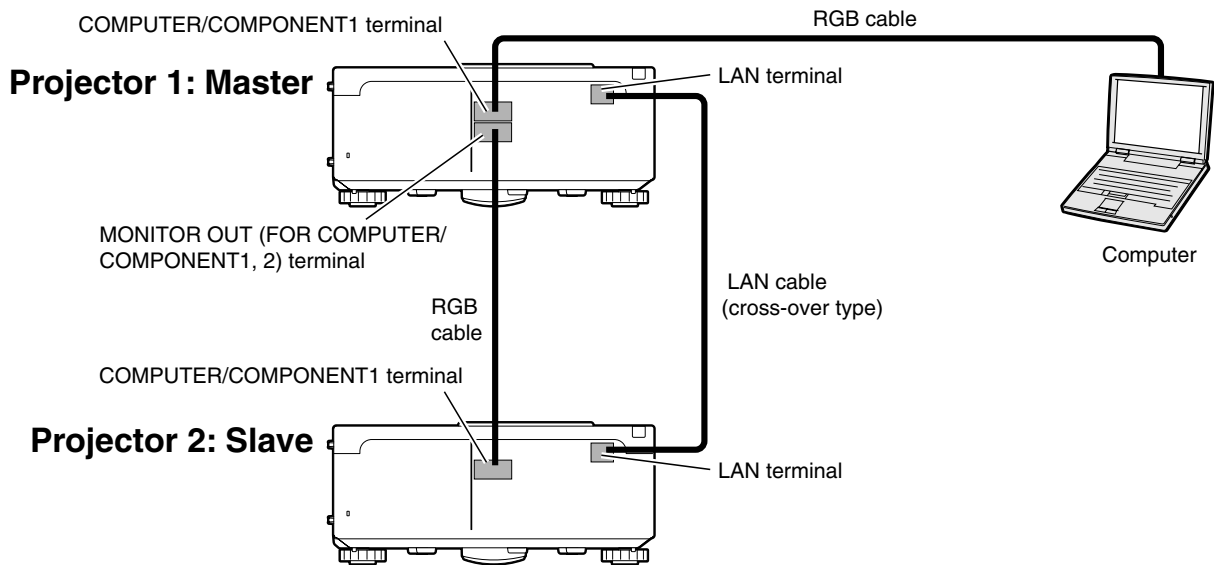 COMPUTER/COMPONENT1 terminal
RGB cable
Projector 1: Master
LAN terminal
MONITOR OUT (FOR COMPUTER/
COMPONENT1, 2) terminal
Computer
LAN cable
(cross-over type)
RGB
cable
COMPUTER/COMPONENT1 terminal
Projector 2: Slave
LAN terminal